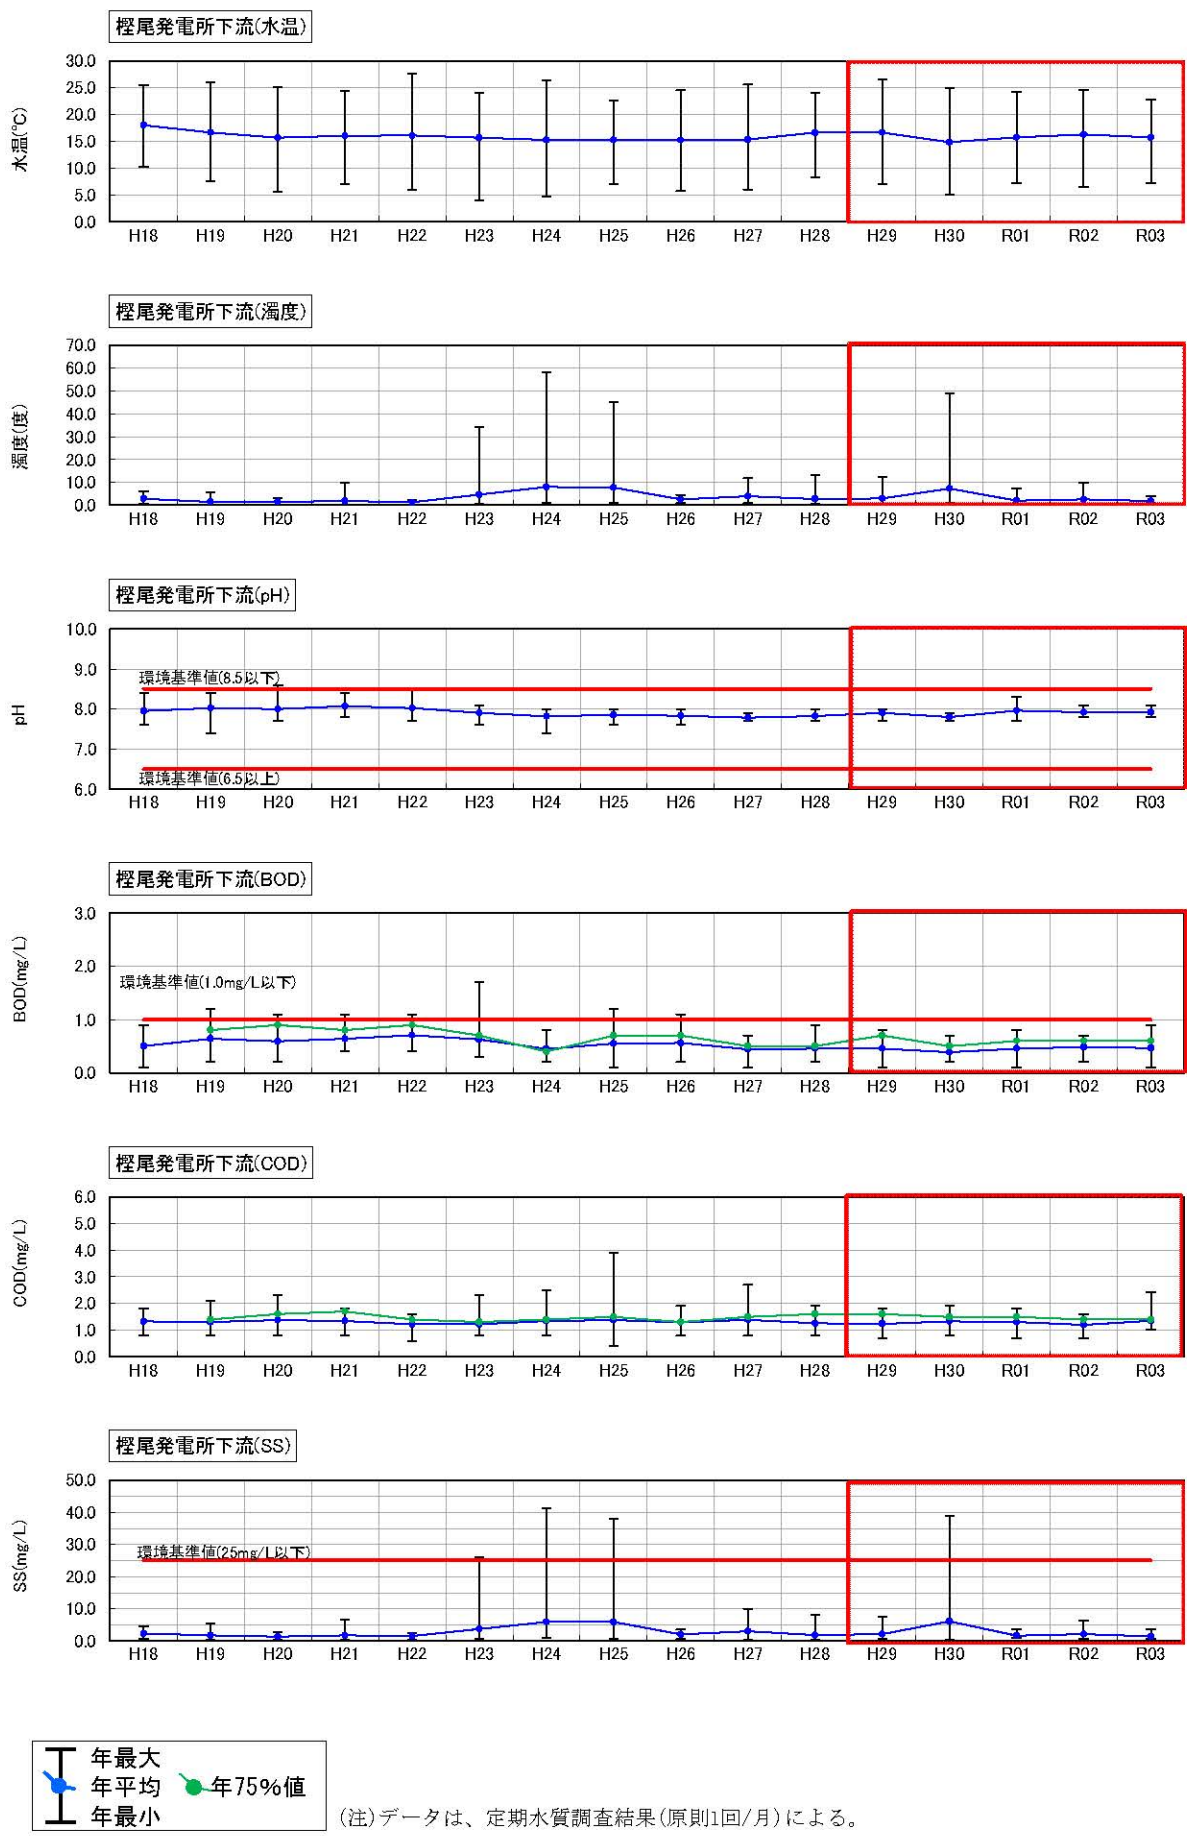 樫尾発電所下流(水温)
水温(℃)
30.0
25.0
20.0
15.0
10.0
5.0
0.0
H18 H19 H20 H21 H22 H23 H24 H25 H26 H27 H28 H29 H30 R01 R02 R03
樫尾発電所下流(濁度)
濁度(度)
70.0
60.0
50.0
40.0
30.0
20.0
10.0
0.0
H18 H19 H20 H21 H22 H23 H24 H25 H26 H27 H28 H29 H30 R01 R02 R03
樫尾発電所下流(pH)
pH
10.0
9.0
環境基準値(8.5以下)
8.0
7.0
環境基準値(6.5以上)
6.0
H18 H19 H20 H21 H22 H23 H24 H25 H26 H27 H28 H29 H30 R01 R02 R03
樫尾発電所下流(BOD)
BOD(mg/L)
3.0
2.0
環境基準値(1.0mg/L以下)
1.0
0.0
H18 H19 H20 H21 H22 H23 H24 H25 H26 H27 H28 H29 H30 R01 R02 R03
樫尾発電所下流(COD)
COD(mg/L)
6.0
5.0
4.0
3.0
2.0
1.0
0.0
H18 H19 H20 H21 H22 H23 H24 H25 H26 H27 H28 H29 H30 R01 R02 R03
樫尾発電所下流(SS)
SS(mg/L)
50.0
40.0
30.0
環境基準値(25mg/L以下)
20.0
10.0
0.0
H18 H19 H20 H21 H22 H23 H24 H25 H26 H27 H28 H29 H30 R01 R02 R03
年最大
年平均 年75%値
年最小
(注)データは、定期水質調査結果(原則1回/月)による。